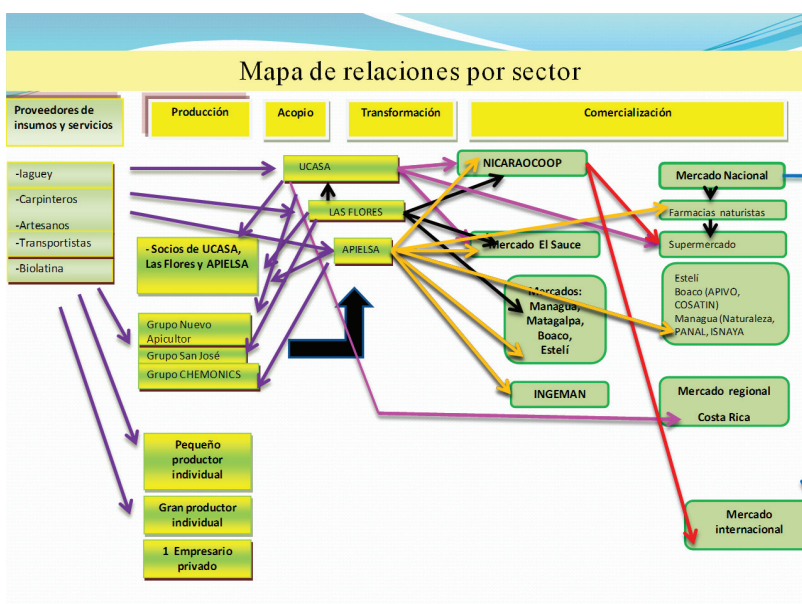 Mapa de relaciones por sector
Proveedores de
insumos y servicios
Producción
Acopio
Transformación
Comercialización
-Iaguey
-Carpinteros
-Artesanos
-Transportistas
-Biolatina
UCASA
LAS FLORES
APIELSA
- Socios de UCASA,
Las Flores y APIELSA
Grupo Nuevo
Apicultor
Grupo San José
Grupo CHEMONICS
Pequeño
productor
individual
Gran productor
individual
1 Empresario
privado
NICARAOCOOP
Mercado El Sauce
Mercados:
Managua,
Matagalpa,
Boaco,
Estelí
INGEMAN
Mercado Nacional
Farmacias naturistas
Supermercado
Estelí
Boaco (APIVO,
COSATIN)
Managua (Naturaleza,
PANAL, ISNAYA
Mercado regional
Costa Rica
Mercado
internacional